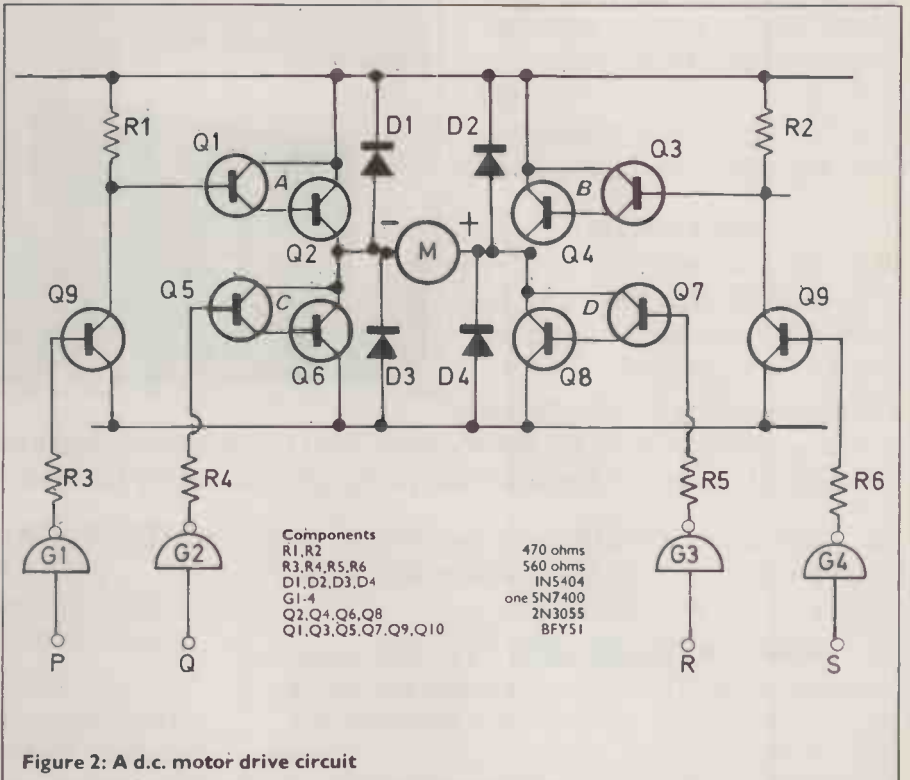 R1
D1
D2
R2
Q1
Q3
A
B
Q2
- M +
Q4
Q9
Q5
C
D
Q7
Q9
Q6
D3
D4
Q8
R3
R4
R5
R6
G1
G2
G3
G4
P
Q
R
S
Components
R1,R2 470 ohms
R3,R4,R5,R6 560 ohms
D1,D2,D3,D4 IN5404
G1-4 one SN7400
Q2,Q4,Q6,Q8 2N3055
Q1,Q3,Q5,Q7,Q9,Q10 BFY51
Figure 2: A d.c. motor drive circuit